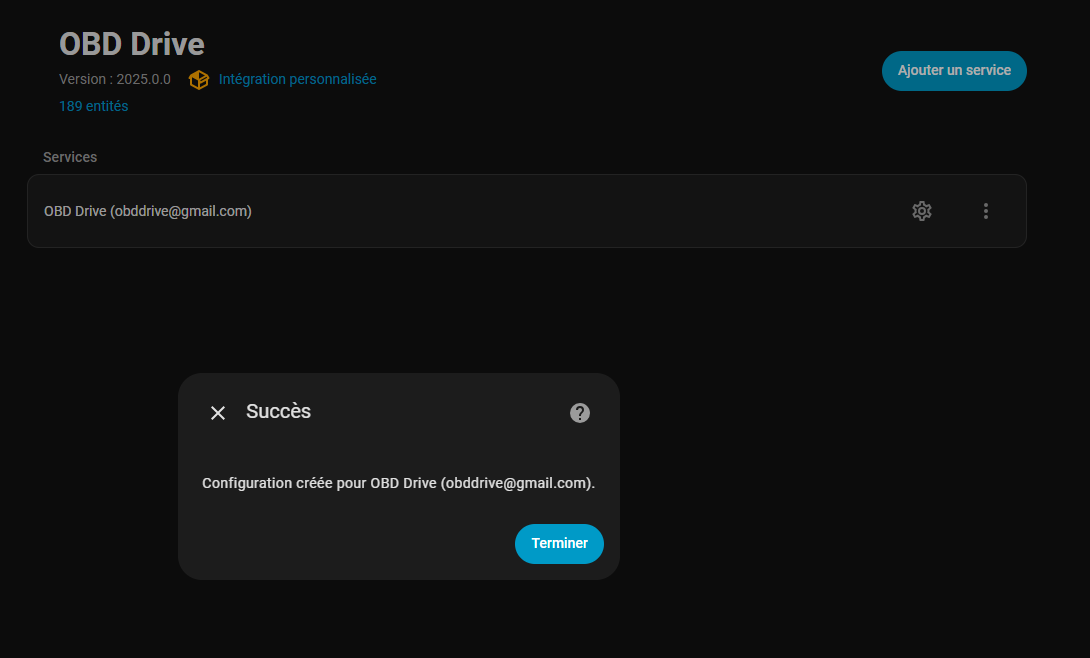 OBD Drive
Version : 2025.0.0 Intégration personnalisée
189 entités
Ajouter un service
Services
OBD Drive (obddrive@gmail.com)
Succès
Configuration créée pour OBD Drive (obddrive@gmail.com).
Terminer